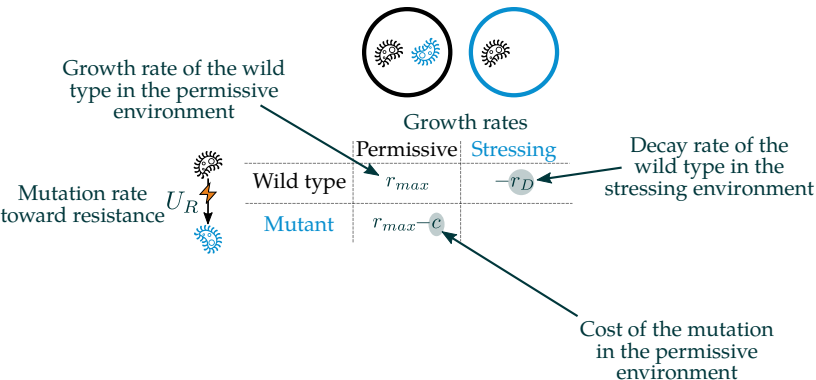 Growth rate of the wild
type in the permissive
environment
Growth rates
Permissive Stressing
Decay rate of the
wild type in the
stressing environment
Wild type r_max −r_D
Mutation rate
toward resistance U_R
Mutant r_max−c
Cost of the mutation
in the permissive
environment